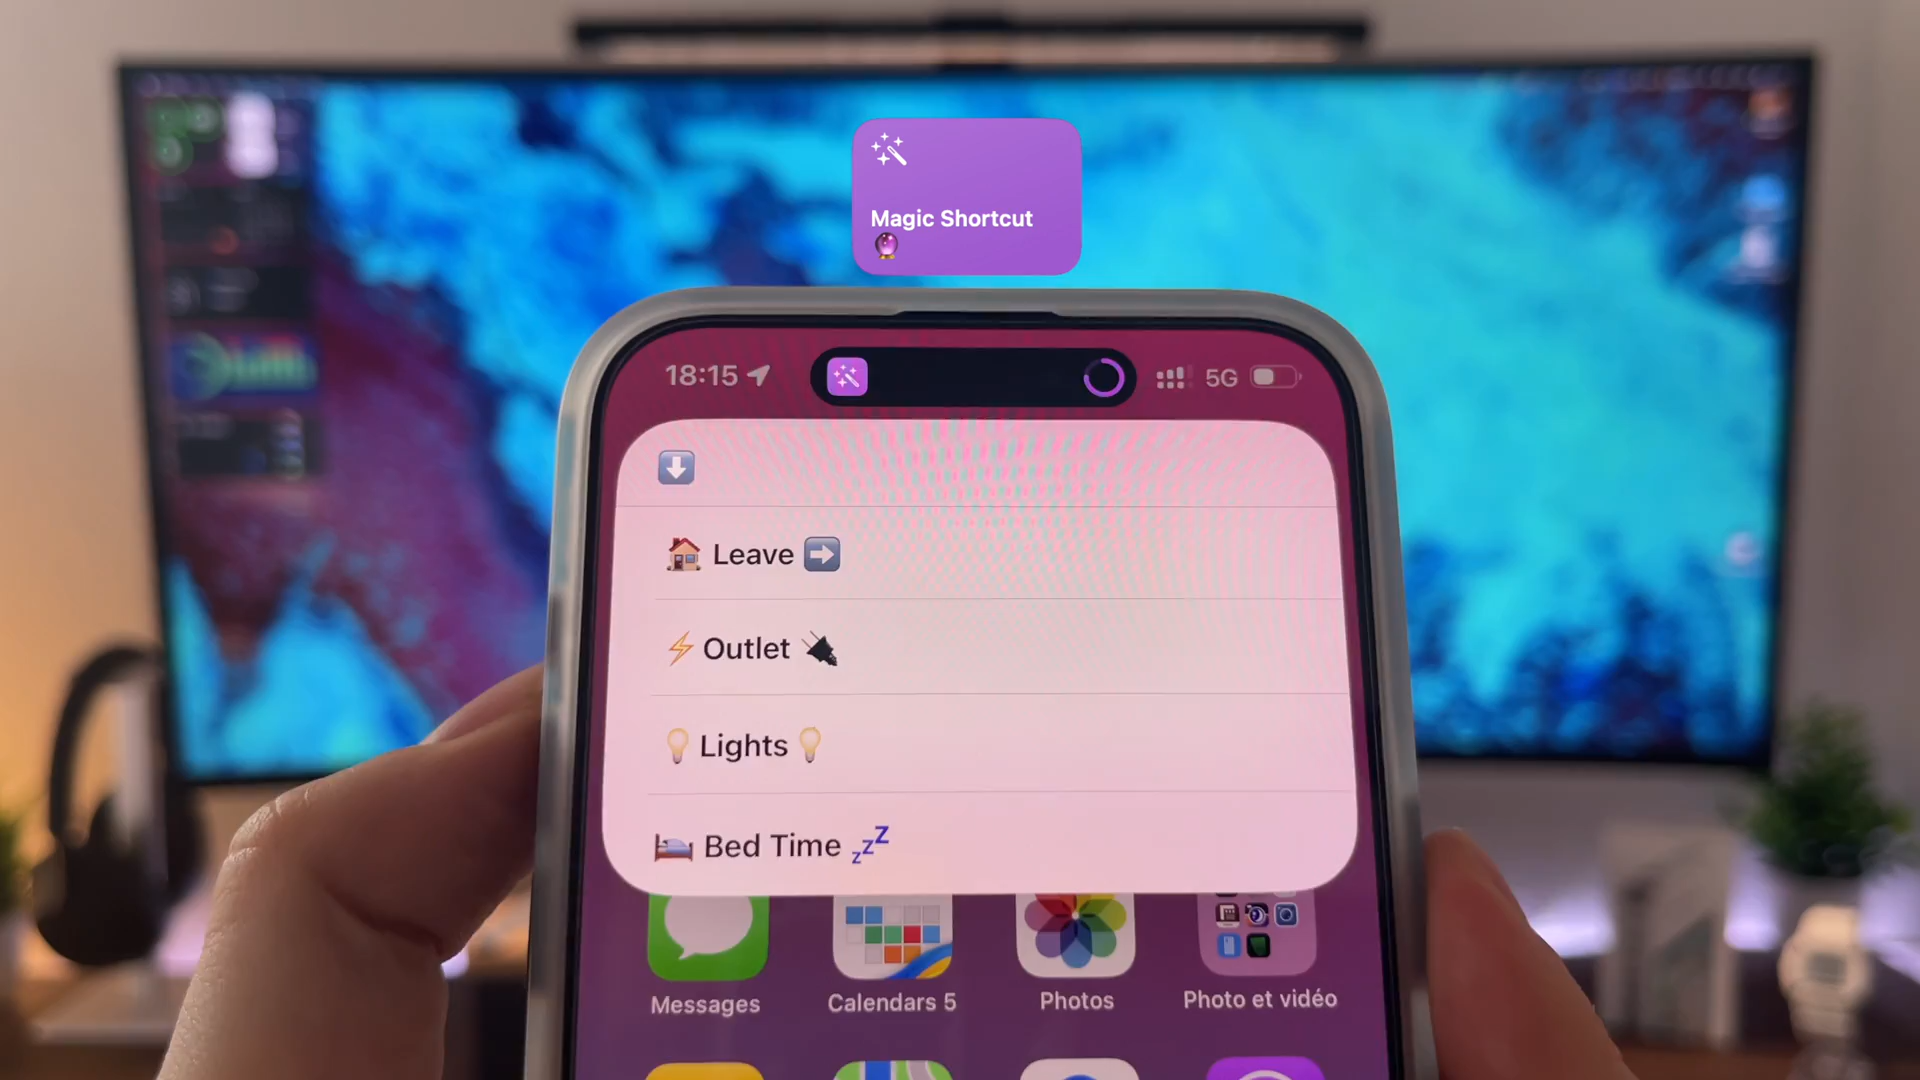 Magic Shortcut
🔮
18:15
5G
⬇️
🏠 Leave ➡️
⚡ Outlet 🔌
💡 Lights 💡
🛏️ Bed Time 💤
Messages
Calendars 5
Photos
Photo et vidéo